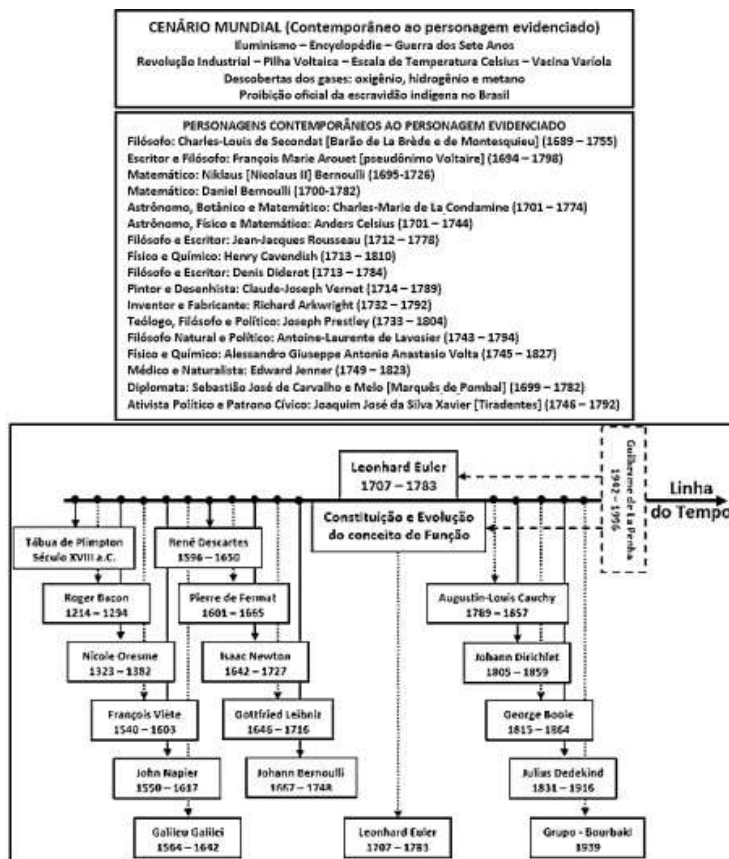 CENÁRIO MUNDIAL (Contemporâneo ao personagem evidenciado)
Iluminismo – Encyclopédie – Guerra dos Sete Anos
Revolução Industrial – Pilha Voltaica – Escala de Temperatura Celsius – Vacina Varíola
Descobertas dos gases: oxigênio, hidrogênio e metano
Proibição oficial da escravidão indígena no Brasil
PERSONAGENS CONTEMPORÂNEOS AO PERSONAGEM EVIDENCIADO
Filósofo: Charles-Louis de Secondat [Barão de La Brède e de Montesquieu] (1689 – 1755)
Escritor e Filósofo: François Marie Arouet [pseudônimo Voltaire] (1694 – 1798)
Matemático: Niklaus [Nicolaus II] Bernoulli (1695-1726)
Matemático: Daniel Bernoulli (1700-1782)
Astrônomo, Botânico e Matemático: Charles-Marie de La_Condamine (1701 – 1774)
Astrônomo, Físico e Matemático: Anders Celsius (1701 – 1744)
Filósofo e Escritor: Jean-Jacques Rousseau (1712 – 1778)
Físico e Químico: Henry Cavendish (1713 – 1810)
Filósofo e Escritor: Denis Diderot (1713 – 1784)
Pintor e Desenhista: Claude-Joseph Vernet (1714 – 1789)
Inventor e Fabricante: Richard Arkwright (1732 – 1792)
Teólogo, Filósofo e Político: Joseph Prestley (1733 – 1804)
Filósofo Natural e Político: Antoine-Laurente de Lavosier (1743 – 1794)
Físico e Químico: Alessandro Giuseppe Antonio Anastasio Volta (1745 – 1827)
Médico e Naturalista: Edward Jenner (1749 – 1823)
Diplomata: Sebastião José de Carvalho e Melo [Marquês_de_Pombal] (1699 – 1782)
Ativista Político e Patrono Cívico: Joaquim José da Silva Xavier [Tiradentes] (1746 – 1792)
Guilherme de La Penha
1942 – 1996
Leonhard Euler
1707 – 1783
Linha
do Tempo
Constituição e Evolução
do conceito de Função
Tábua de Plimpton
Século XVIII a.C.
René Descartes
1596 – 1650
Roger Bacon
1214 – 1294
Pierre de Fermat
1601 – 1665
Augustin-Louis Cauchy
1789 – 1857
Nicole Oresme
1323 – 1382
Isaac Newton
1642 – 1727
Johann Dirichlet
1805 – 1859
François Viète
1540 – 1603
Gottfried Leibniz
1646 – 1716
George Boole
1815 – 1864
John Napier
1550 – 1617
Johann Bernoulli
1667 – 1748
Julius Dedekind
1831 – 1916
Galileu Galilei
1564 – 1642
Leonhard Euler
1707 – 1783
Grupo - Bourbaki
1939